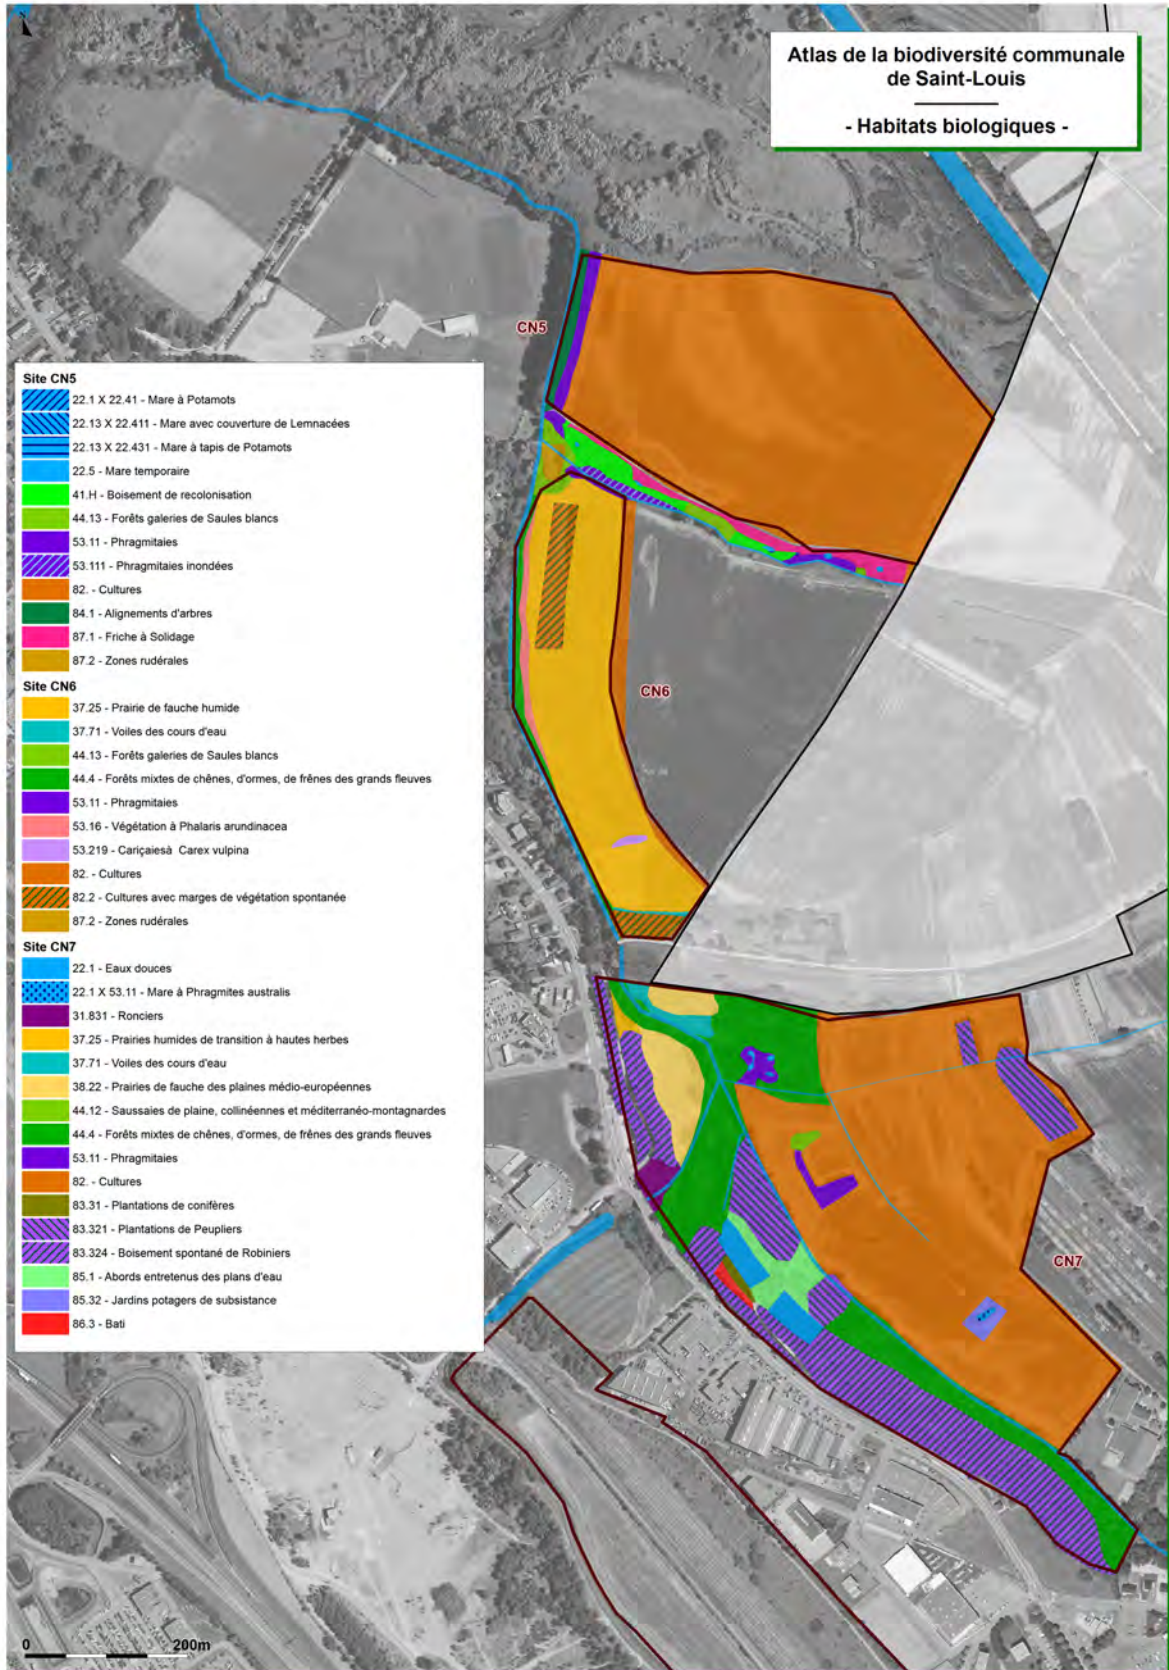 Atlas de la biodiversité communale
de Saint-Louis
- Habitats biologiques -
CN5
Site CN5
22.1 X 22.41 - Mare à Potamots
22.13 X 22.411 - Mare avec couverture de Lemnacées
22.13 X 22.431 - Mare à tapis de Potamots
22.5 - Mare temporaire
41.H - Boisement de recolonisation
44.13 - Forêts galeries de Saules blancs
53.11 - Phragmitaies
53.111 - Phragmitaies inondées
82. - Cultures
84.1 - Alignements d'arbres
87.1 - Friche à Solidage
87.2 - Zones rudérales
Site CN6
37.25 - Prairie de fauche humide
37.71 - Voiles des cours d'eau
44.13 - Forêts galeries de Saules blancs
44.4 - Forêts mixtes de chênes, d'ormes, de frênes des grands fleuves
53.11 - Phragmitaies
53.16 - Végétation à Phalaris arundinacea
53.219 - Cariçaiesà Carex vulpina
82. - Cultures
82.2 - Cultures avec marges de végétation spontanée
87.2 - Zones rudérales
Site CN7
22.1 - Eaux douces
22.1 X 53.11 - Mare à Phragmites australis
31.831 - Ronciers
37.25 - Prairies humides de transition à hautes herbes
37.71 - Voiles des cours d'eau
38.22 - Prairies de fauche des plaines médio-européennes
44.12 - Saussaies de plaine, collinéennes et méditerranéo-montagnardes
44.4 - Forêts mixtes de chênes, d'ormes, de frênes des grands fleuves
53.11 - Phragmitaies
82. - Cultures
83.31 - Plantations de conifères
83.321 - Plantations de Peupliers
83.324 - Boisement spontané de Robiniers
85.1 - Abords entretenus des plans d'eau
85.32 - Jardins potagers de subsistance
86.3 - Bati
CN6
CN7
0 200m